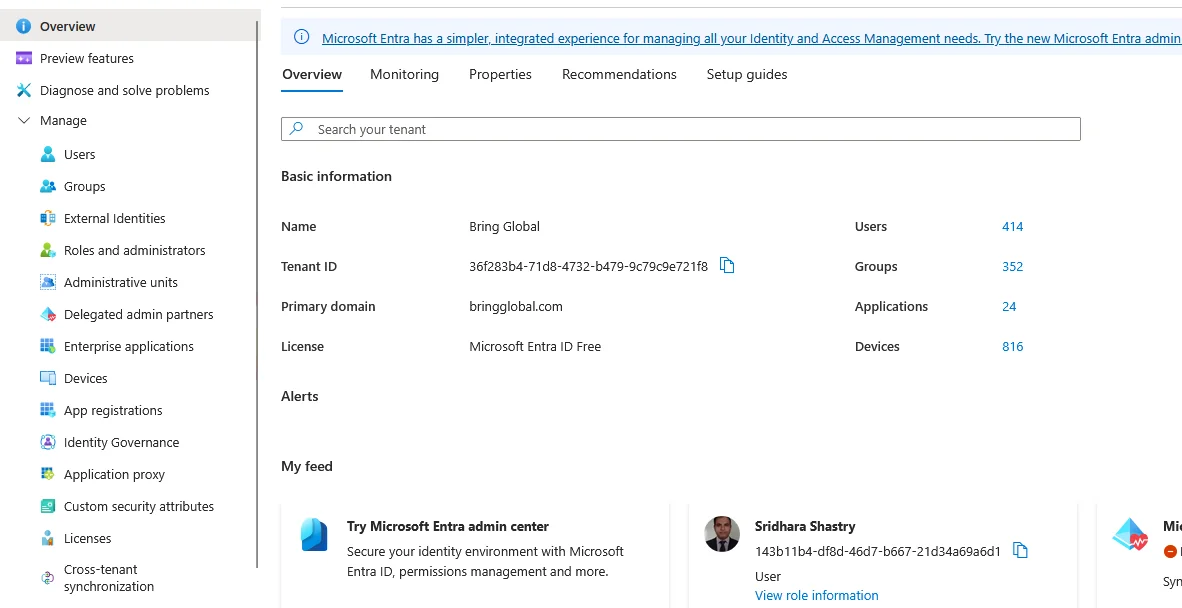 Overview
Preview features
Diagnose and solve problems
Manage
Users
Groups
External Identities
Roles and administrators
Administrative units
Delegated admin partners
Enterprise applications
Devices
App registrations
Identity Governance
Application proxy
Custom security attributes
Licenses
Cross-tenant
synchronization
Microsoft Entra has a simpler, integrated experience for managing all your Identity and Access Management needs. Try the new Microsoft Entra admin
Overview Monitoring Properties Recommendations Setup guides
Search your tenant
Basic information
Name Bring Global Users 414
Tenant ID 36f283b4-71d8-4732-b479-9c79c9e721f8 Groups 352
Primary domain bringglobal.com Applications 24
License Microsoft Entra ID Free Devices 816
Alerts
My feed
Try Microsoft Entra admin center
Secure your identity environment with Microsoft
Entra ID, permissions management and more.
Sridhara Shastry
143b11b4-df8d-46d7-b667-21d34a69a6d1
User
View role information